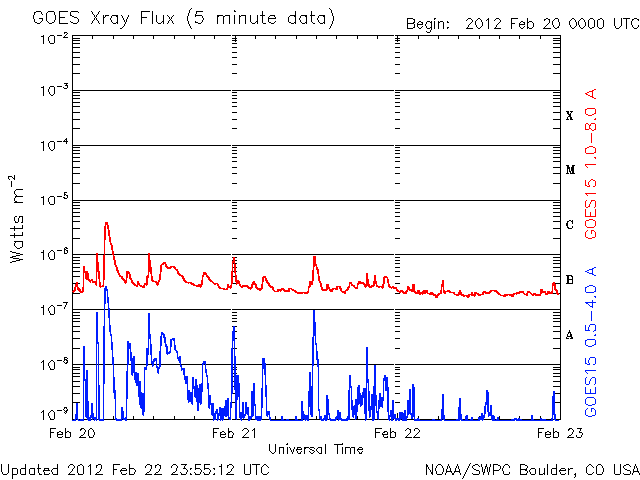 GOES Xray Flux (5 minute data)
Begin: 2012 Feb 20 0000 UTC
10-2
10-3
10-4
10-5
10-6
10-7
10-8
10-9
Watts m-2
X
M
C
B
A
GOES15 1.0-8.0 A
GOES15 0.5-4.0 A
Feb 20 Feb 21 Feb 22 Feb 23
Universal Time
Updated 2012 Feb 22 23:55:12 UTC
NOAA/SWPC Boulder, CO USA